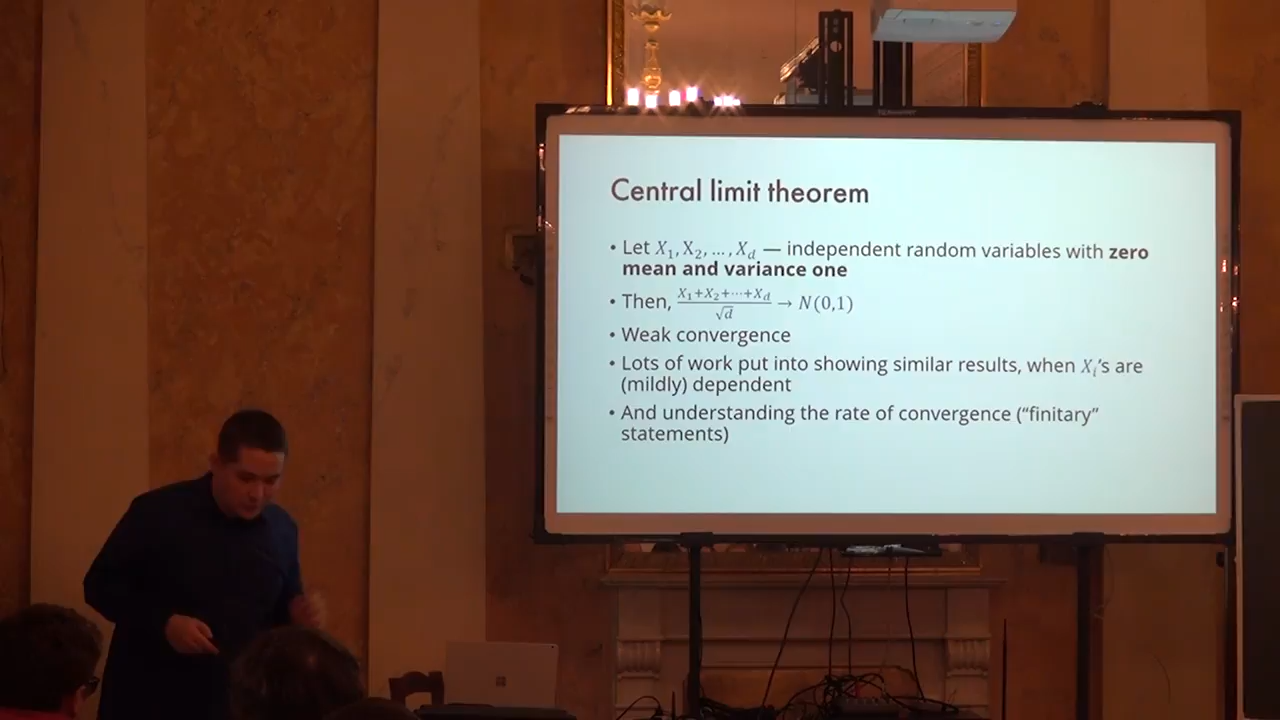 Central limit theorem
• Let X₁, X₂, … , X_d — independent random variables with zero
mean and variance one
• Then, (X₁+X₂+⋯+X_d)/√d → N(0,1)
• Weak convergence
• Lots of work put into showing similar results, when Xᵢ's are
(mildly) dependent
• And understanding the rate of convergence (“finitary”
statements)